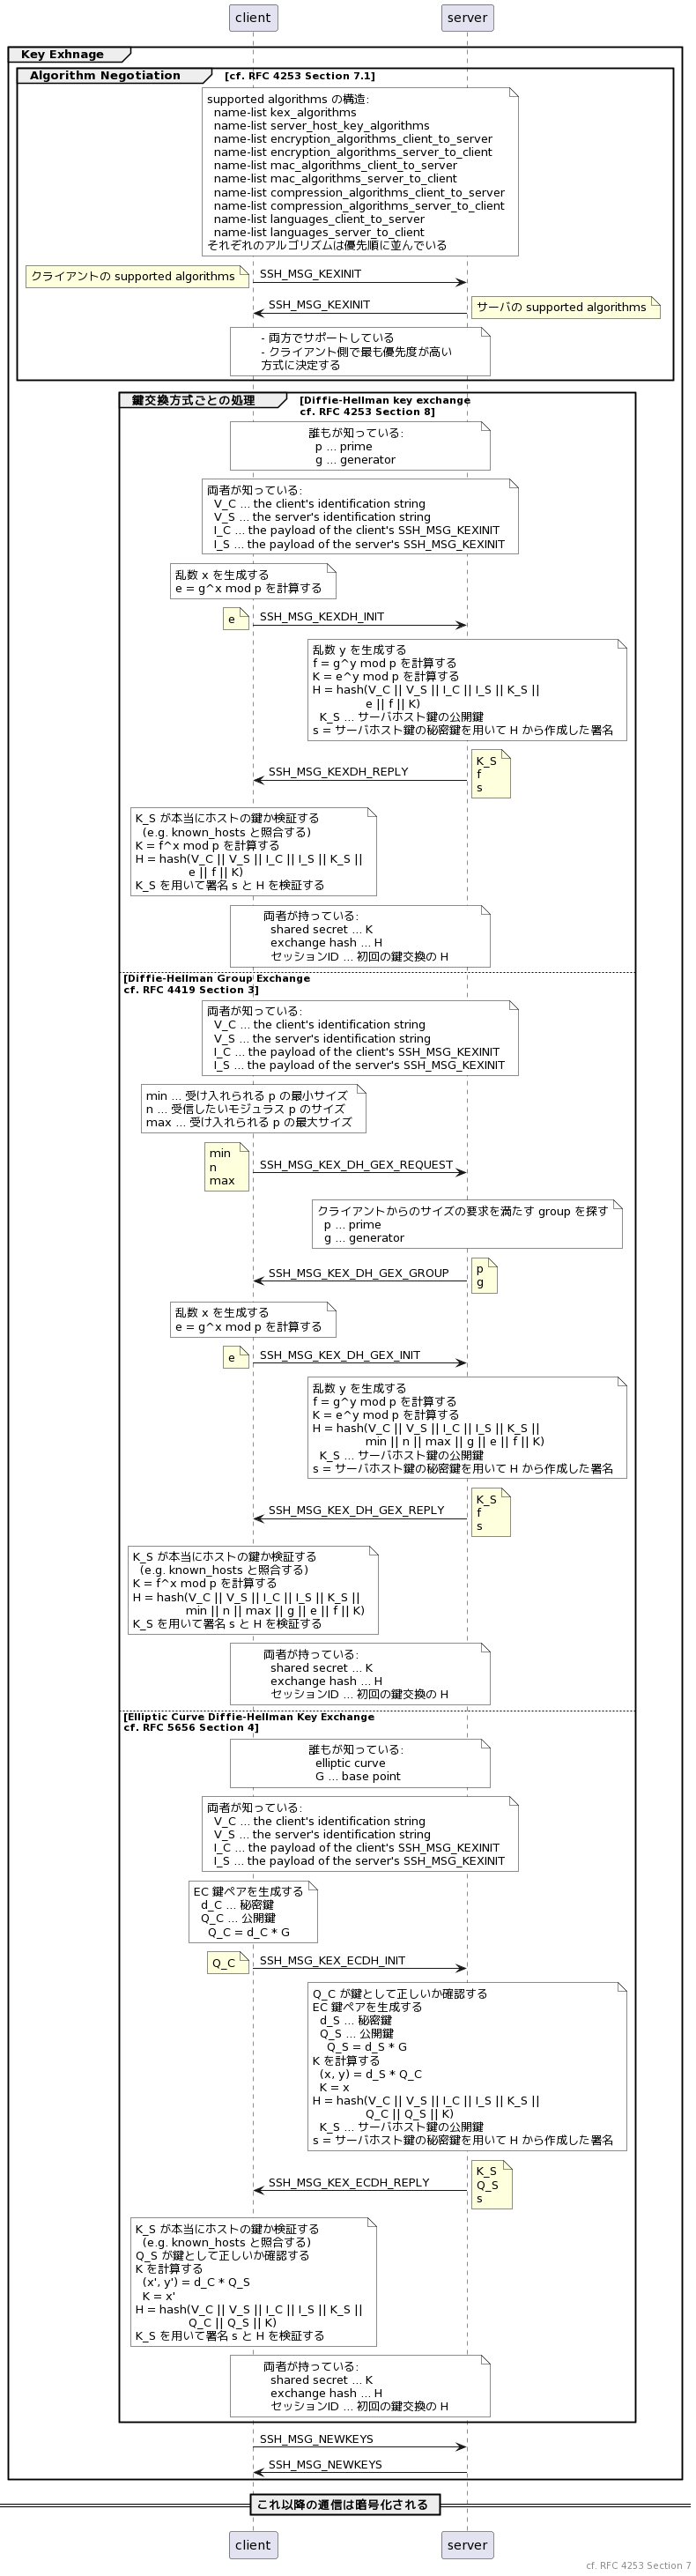 client
server
Key Exhnage
Algorithm Negotiation
[cf. RFC 4253 Section 7.1]
supported algorithms の構造:
name-list kex_algorithms
name-list server_host_key_algorithms
name-list encryption_algorithms_client_to_server
name-list encryption_algorithms_server_to_client
name-list mac_algorithms_client_to_server
name-list mac_algorithms_server_to_client
name-list compression_algorithms_client_to_server
name-list compression_algorithms_server_to_client
name-list languages_client_to_server
name-list languages_server_to_client
それぞれのアルゴリズムは優先順に並んでいる
クライアントの supported algorithms
SSH_MSG_KEXINIT
SSH_MSG_KEXINIT
サーバの supported algorithms
- 両方でサポートしている
- クライアント側で最も優先度が高い
方式に決定する
鍵交換方式ごとの処理
[Diffie-Hellman key exchange
cf. RFC 4253 Section 8]
誰もが知っている:
p ... prime
g ... generator
両者が知っている:
V_C ... the client's identification string
V_S ... the server's identification string
I_C ... the payload of the client's SSH_MSG_KEXINIT
I_S ... the payload of the server's SSH_MSG_KEXINIT
乱数 x を生成する
e = g^x mod p を計算する
e
SSH_MSG_KEXDH_INIT
乱数 y を生成する
f = g^y mod p を計算する
K = e^y mod p を計算する
H = hash(V_C || V_S || I_C || I_S || K_S ||
e || f || K)
K_S ... サーバホスト鍵の公開鍵
s = サーバホスト鍵の秘密鍵を用いて H から作成した署名
SSH_MSG_KEXDH_REPLY
K_S
f
s
K_S が本当にホストの鍵か検証する
(e.g. known_hosts と照合する)
K = f^x mod p を計算する
H = hash(V_C || V_S || I_C || I_S || K_S ||
e || f || K)
K_S を用いて署名 s と H を検証する
両者が持っている:
shared secret ... K
exchange hash ... H
セッションID ... 初回の鍵交換の H
[Diffie-Hellman Group Exchange
cf. RFC 4419 Section 3]
両者が知っている:
V_C ... the client's identification string
V_S ... the server's identification string
I_C ... the payload of the client's SSH_MSG_KEXINIT
I_S ... the payload of the server's SSH_MSG_KEXINIT
min ... 受け入れられる p の最小サイズ
n ... 受信したいモジュラス p のサイズ
max ... 受け入れられる p の最大サイズ
min
n
max
SSH_MSG_KEX_DH_GEX_REQUEST
クライアントからのサイズの要求を満たす group を探す
p ... prime
g ... generator
SSH_MSG_KEX_DH_GEX_GROUP
p
g
乱数 x を生成する
e = g^x mod p を計算する
e
SSH_MSG_KEX_DH_GEX_INIT
乱数 y を生成する
f = g^y mod p を計算する
K = e^y mod p を計算する
H = hash(V_C || V_S || I_C || I_S || K_S ||
min || n || max || g || e || f || K)
K_S ... サーバホスト鍵の公開鍵
s = サーバホスト鍵の秘密鍵を用いて H から作成した署名
SSH_MSG_KEX_DH_GEX_REPLY
K_S
f
s
K_S が本当にホストの鍵か検証する
(e.g. known_hosts と照合する)
K = f^x mod p を計算する
H = hash(V_C || V_S || I_C || I_S || K_S ||
min || n || max || g || e || f || K)
K_S を用いて署名 s と H を検証する
両者が持っている:
shared secret ... K
exchange hash ... H
セッションID ... 初回の鍵交換の H
[Elliptic Curve Diffie-Hellman Key Exchange
cf. RFC 5656 Section 4]
誰もが知っている:
elliptic curve
G ... base point
両者が知っている:
V_C ... the client's identification string
V_S ... the server's identification string
I_C ... the payload of the client's SSH_MSG_KEXINIT
I_S ... the payload of the server's SSH_MSG_KEXINIT
EC 鍵ペアを生成する
d_C ... 秘密鍵
Q_C ... 公開鍵
Q_C = d_C * G
Q_C
SSH_MSG_KEX_ECDH_INIT
Q_C が鍵として正しいか確認する
EC 鍵ペアを生成する
d_S ... 秘密鍵
Q_S ... 公開鍵
Q_S = d_S * G
K を計算する
(x, y) = d_S * Q_C
K = x
H = hash(V_C || V_S || I_C || I_S || K_S ||
Q_C || Q_S || K)
K_S ... サーバホスト鍵の公開鍵
s = サーバホスト鍵の秘密鍵を用いて H から作成した署名
SSH_MSG_KEX_ECDH_REPLY
K_S
Q_S
s
K_S が本当にホストの鍵か検証する
(e.g. known_hosts と照合する)
Q_S が鍵として正しいか確認する
K を計算する
(x', y') = d_C * Q_S
K = x'
H = hash(V_C || V_S || I_C || I_S || K_S ||
Q_C || Q_S || K)
K_S を用いて署名 s と H を検証する
両者が持っている:
shared secret ... K
exchange hash ... H
セッションID ... 初回の鍵交換の H
SSH_MSG_NEWKEYS
SSH_MSG_NEWKEYS
これ以降の通信は暗号化される
client
server
cf. RFC 4253 Section 7